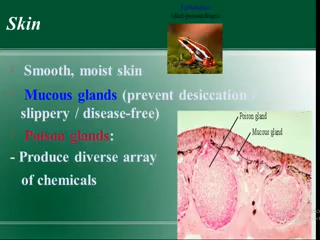 Skin
Smooth, moist skin
Mucous glands (prevent desiccation /
slippery / disease-free)
Poison glands:
- Produce diverse array
of chemicals
Poison gland
Mucous gland